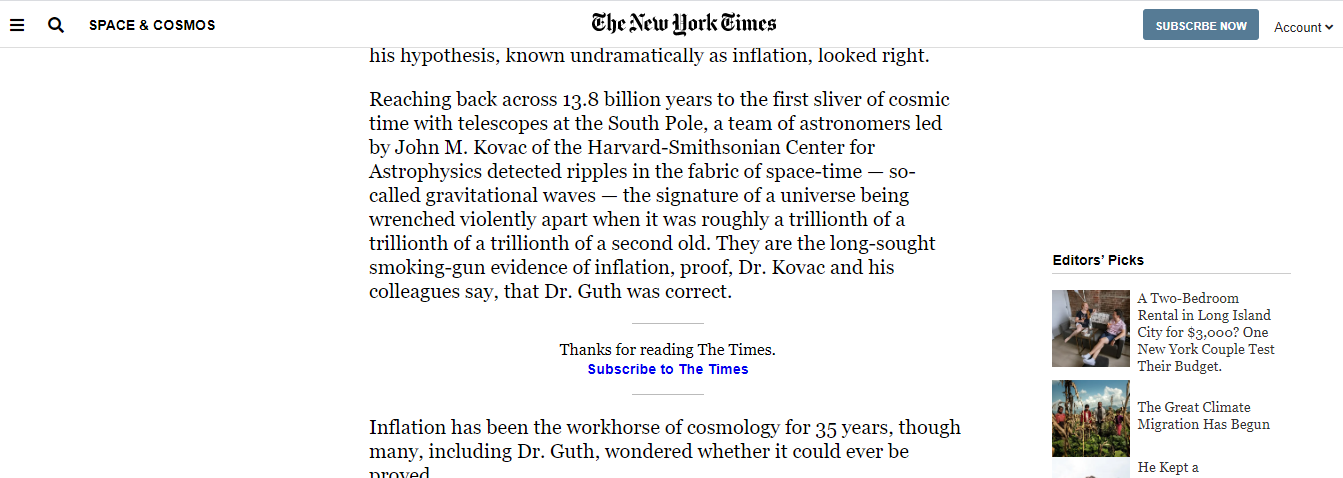 SPACE & COSMOS
The New York Times
SUBSCRBE NOW
Account
his hypothesis, known undramatically as inflation, looked right.
Reaching back across 13.8 billion years to the first sliver of cosmic
time with telescopes at the South Pole, a team of astronomers led
by John M. Kovac of the Harvard-Smithsonian Center for
Astrophysics detected ripples in the fabric of space-time — so-
called gravitational waves — the signature of a universe being
wrenched violently apart when it was roughly a trillionth of a
trillionth of a trillionth of a second old. They are the long-sought
smoking-gun evidence of inflation, proof, Dr. Kovac and his
colleagues say, that Dr. Guth was correct.
Thanks for reading The Times.
Subscribe to The Times
Inflation has been the workhorse of cosmology for 35 years, though
many, including Dr. Guth, wondered whether it could ever be
proved
Editors’ Picks
A Two-Bedroom
Rental in Long Island
City for $3,000? One
New York Couple Test
Their Budget.
The Great Climate
Migration Has Begun
He Kept a